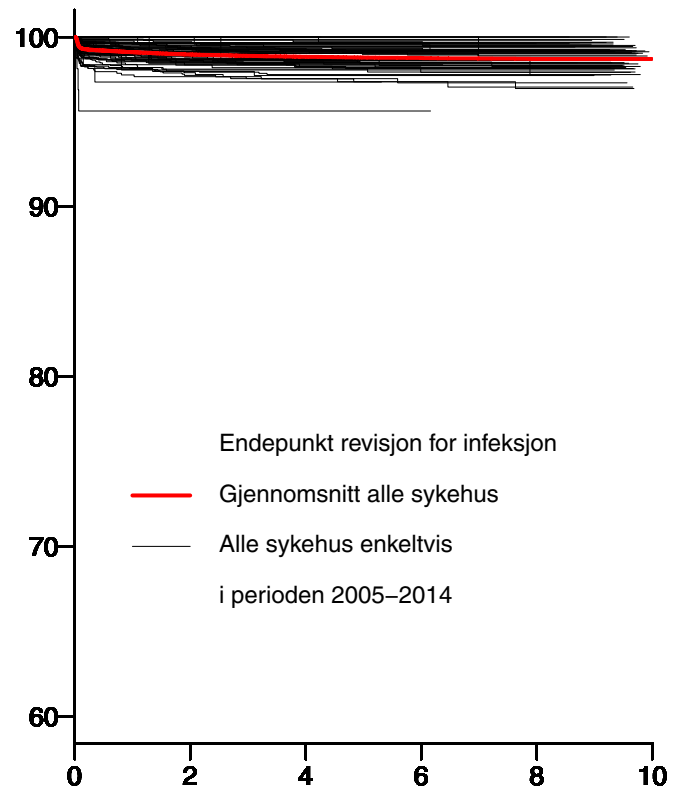 100
90
80
Endepunkt revisjon for infeksjon
Gjennomsnitt alle sykehus
70
Alle sykehus enkeltvis
i perioden 2005–2014
60
0 2 4 6 8 10